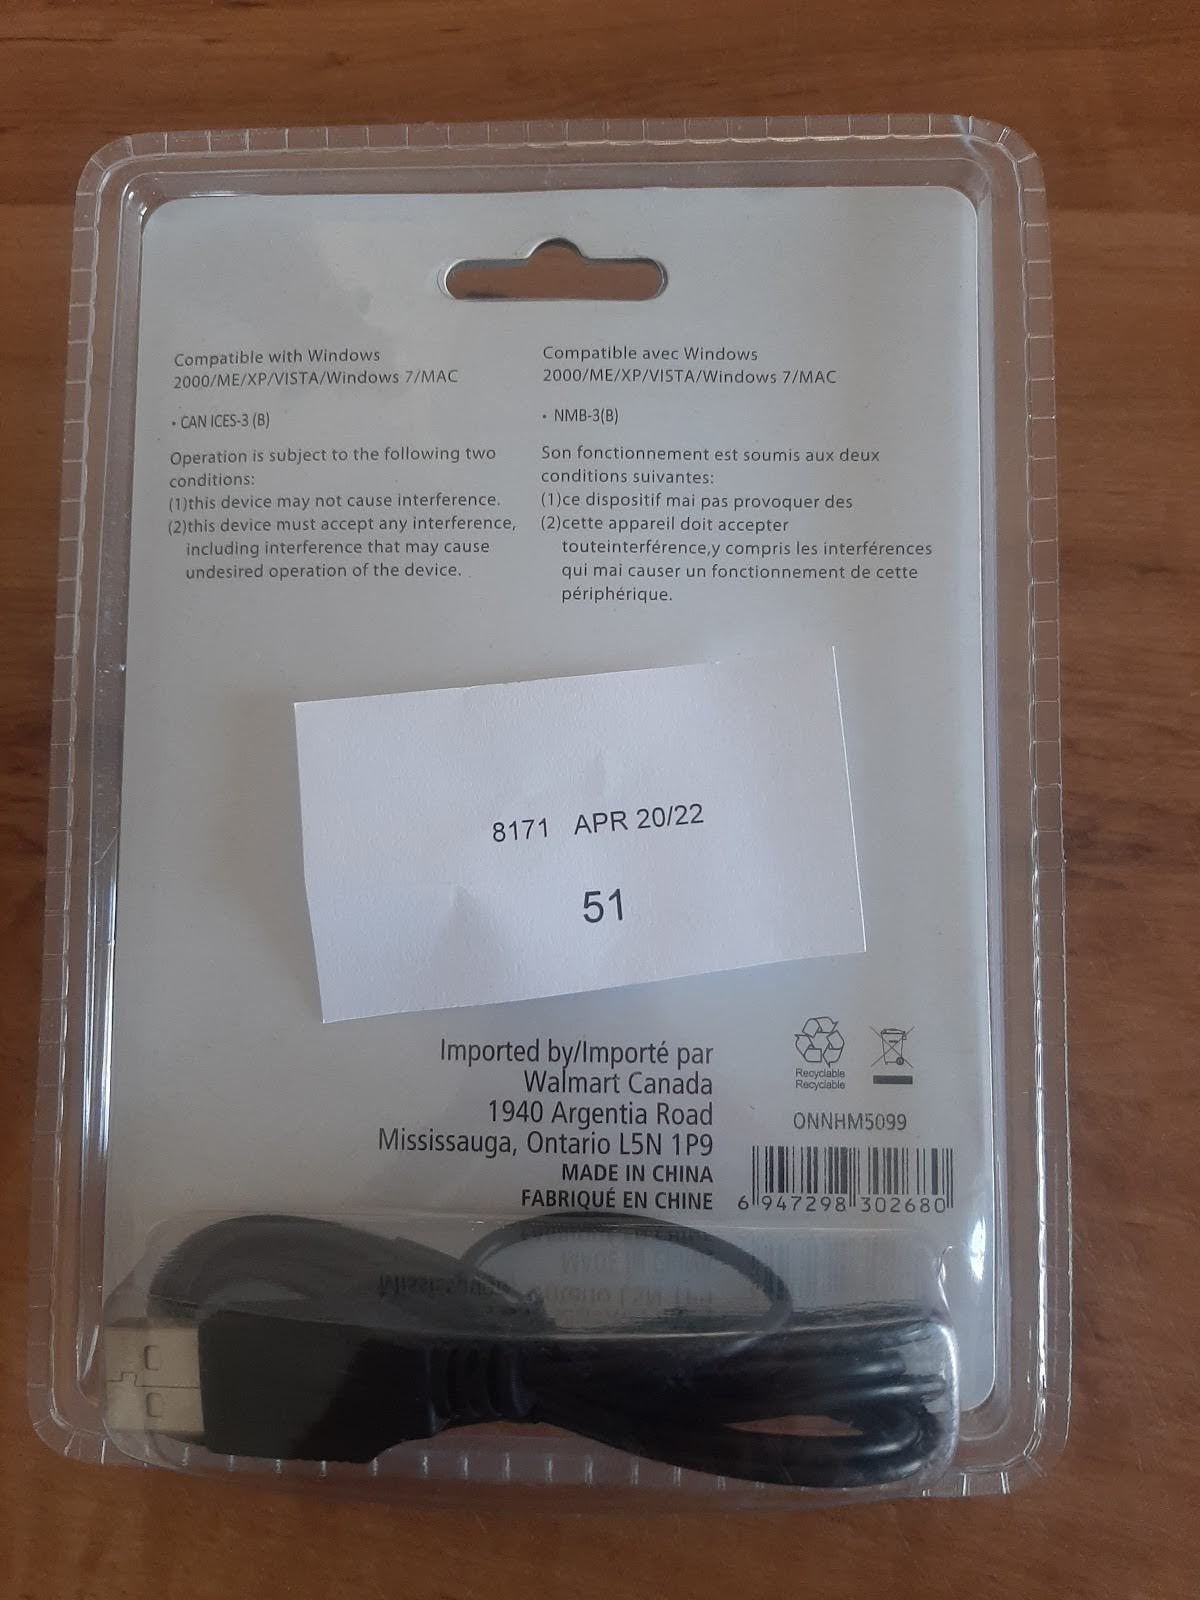 Compatible with Windows
2000/ME/XP/VISTA/Windows 7/MAC
• CAN ICES-3 (B)
Operation is subject to the following two
conditions:
(1)this device may not cause interference.
(2)this device must accept any interference,
including interference that may cause
undesired operation of the device.
Compatible avec Windows
2000/ME/XP/VISTA/Windows 7/MAC
• NMB-3(B)
Son fonctionnement est soumis aux deux
conditions suivantes:
(1)ce dispositif mai pas provoquer des
(2)cette appareil doit accepter
touteinterférence,y compris les interférences
qui mai causer un fonctionnement de cette
périphérique.
8171 APR 20/22
51
Imported by/Importé par
Walmart Canada
1940 Argentia Road
Mississauga, Ontario L5N 1P9
MADE IN CHINA
FABRIQUÉ EN CHINE
Recyclable
Recyclable
ONNHM5099
6 947298 302680